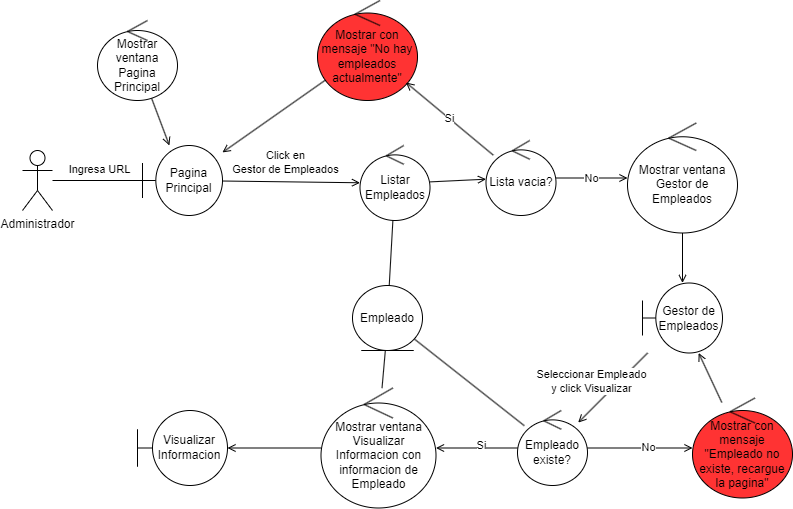 Mostrar
ventana
Pagina
Principal
Mostrar con
mensaje "No hay
empleados
actualmente"
Si
Ingresa URL
Administrador
Pagina
Principal
Click en
Gestor de Empleados
Listar
Empleados
Lista vacia?
No
Mostrar ventana
Gestor de
Empleados
Empleado
Gestor de
Empleados
Seleccionar Empleado
y click Visualizar
Visualizar
Informacion
Mostrar ventana
Visualizar
Informacion con
informacion de
Empleado
Si
Empleado
existe?
No
Mostrar con
mensaje
"Empleado no
existe, recargue
la pagina"